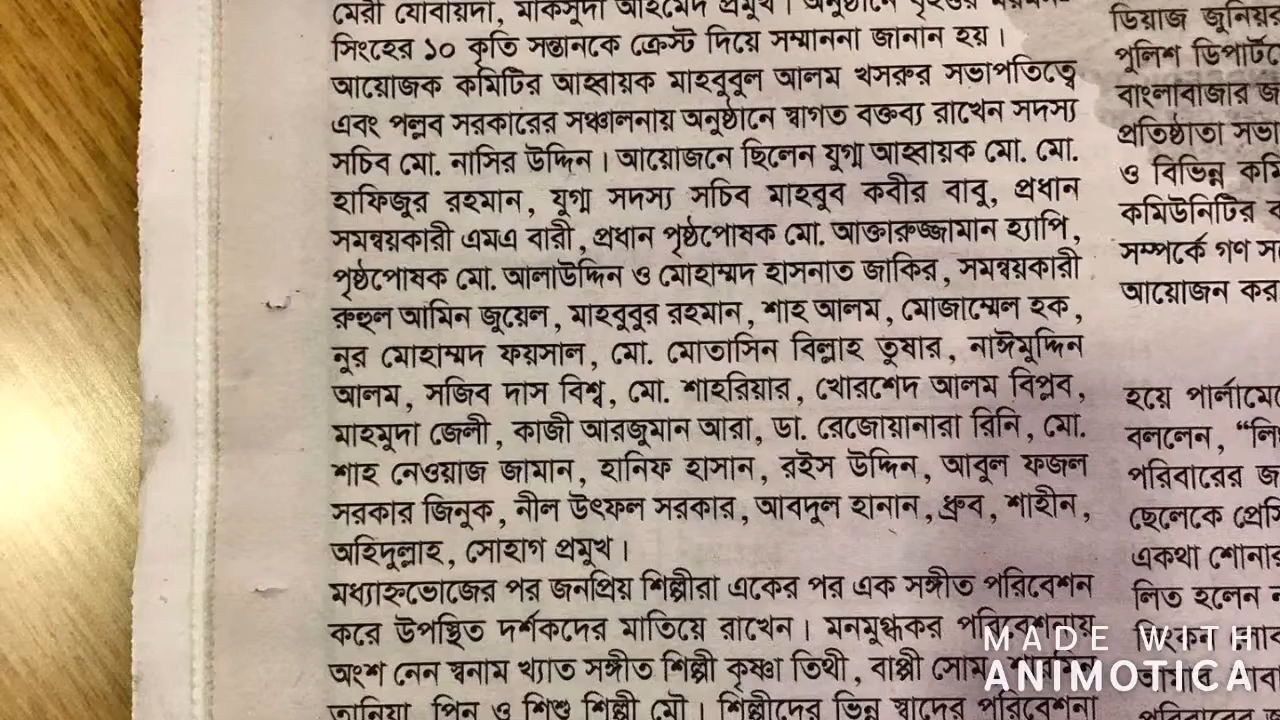 মেরী যোবায়দা, মাকসুদা আহমেদ প্রমুখ। অনুষ্ঠানে বৃহত্তর
সিংহের ১০ কৃতি সন্তানকে ক্রেস্ট দিয়ে সম্মাননা জানান হয়।
আয়োজক কমিটির আহ্বায়ক মাহবুবুল আলম খসরুর সভাপতিত্বে
এবং পল্লব সরকারের সঞ্চালনায় অনুষ্ঠানে স্বাগত বক্তব্য রাখেন সদস্য
সচিব মো. নাসির উদ্দিন। আয়োজনে ছিলেন যুগ্ম আহ্বায়ক মো. মো.
হাফিজুর রহমান, যুগ্ম সদস্য সচিব মাহবুব কবীর বাবু, প্রধান
সমন্বয়কারী এমএ বারী, প্রধান পৃষ্ঠপোষক মো. আক্তারুজ্জামান হ্যাপি,
পৃষ্ঠপোষক মো. আলাউদ্দিন ও মোহাম্মদ হাসনাত জাকির, সমন্বয়কারী
রুহুল আমিন জুয়েল, মাহবুবুর রহমান, শাহ আলম, মোজাম্মেল হক,
নুর মোহাম্মদ ফয়সাল, মো. মোতাসিন বিল্লাহ তুষার, নাঈমুদ্দিন
আলম, সজিব দাস বিশ্ব, মো. শাহরিয়ার, খোরশেদ আলম বিপ্লব,
মাহমুদা জেলী, কাজী আরজুমান আরা, ডা. রেজোয়ানারা রিনি, মো.
শাহ নেওয়াজ জামান, হানিফ হাসান, রইস উদ্দিন, আবুল ফজল
সরকার জিনুক, নীল উৎফল সরকার, আবদুল হানান, ধ্রুব, শাহীন,
অহিদুল্লাহ, সোহাগ প্রমুখ।
মধ্যাহ্নভোজের পর জনপ্রিয় শিল্পীরা একের পর এক সঙ্গীত পরিবেশন
করে উপস্থিত দর্শকদের মাতিয়ে রাখেন। মনমুগ্ধকর পরিবেশনায়
অংশ নেন স্বনাম খ্যাত সঙ্গীত শিল্পী কৃষ্ণা তিথী, বাপ্পী সোম,
তানিয়া, পিন ও শিশু শিল্পী মৌ। শিল্পীদের ভিন্ন স্বাদের পরিবেশনা
ডিয়াজ জুনিয়র
পুলিশ ডিপার্টমে
বাংলাবাজার জ
প্রতিষ্ঠাতা সভা
ও বিভিন্ন কমি
কমিউনিটির
সম্পর্কে গণ স
আয়োজন কর
হয়ে পার্লামে
বললেন, “লি
পরিবারের জ
ছেলেকে প্রেসি
একথা শোনার
লিত হলেন
MADE WITH
ANIMOTICA